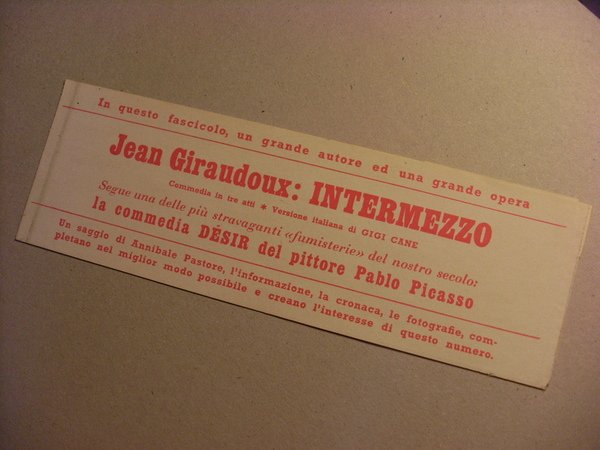 In questo fascicolo, un grande autore ed una grande opera
Jean Giraudoux: INTERMEZZO
Commedia in tre atti * Versione italiana di GIGI CANE
Segue una delle più stravaganti «fumisterie» del nostro secolo:
la commedia DÉSIR del pittore Pablo Picasso
Un saggio di Annibale Pastore, l'informazione, la cronaca, le fotografie, com-
pletano nel miglior modo possibile e creano l'interesse di questo numero.